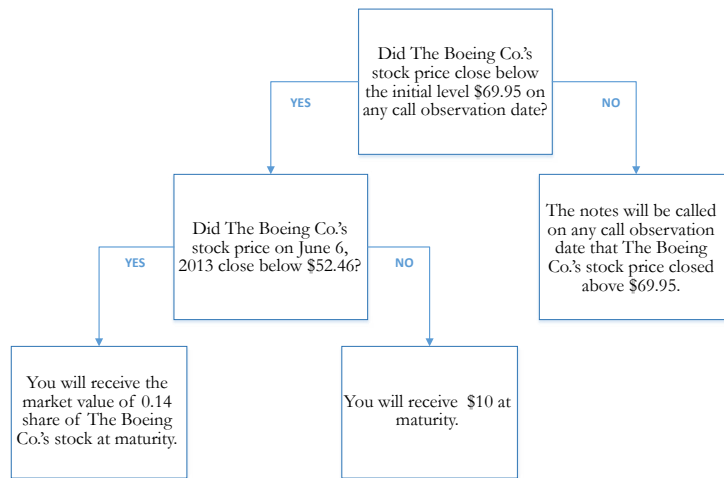 Did The Boeing Co.'s
stock price close below
the initial level $69.95 on
any call observation date?
YES
NO
Did The Boeing Co.'s
stock price on June 6,
2013 close below $52.46?
The notes will be called
on any call observation
date that The Boeing
Co.'s stock price closed
above $69.95.
YES
NO
You will receive the
market value of 0.14
share of The Boeing
Co.'s stock at maturity.
You will receive $10 at
maturity.